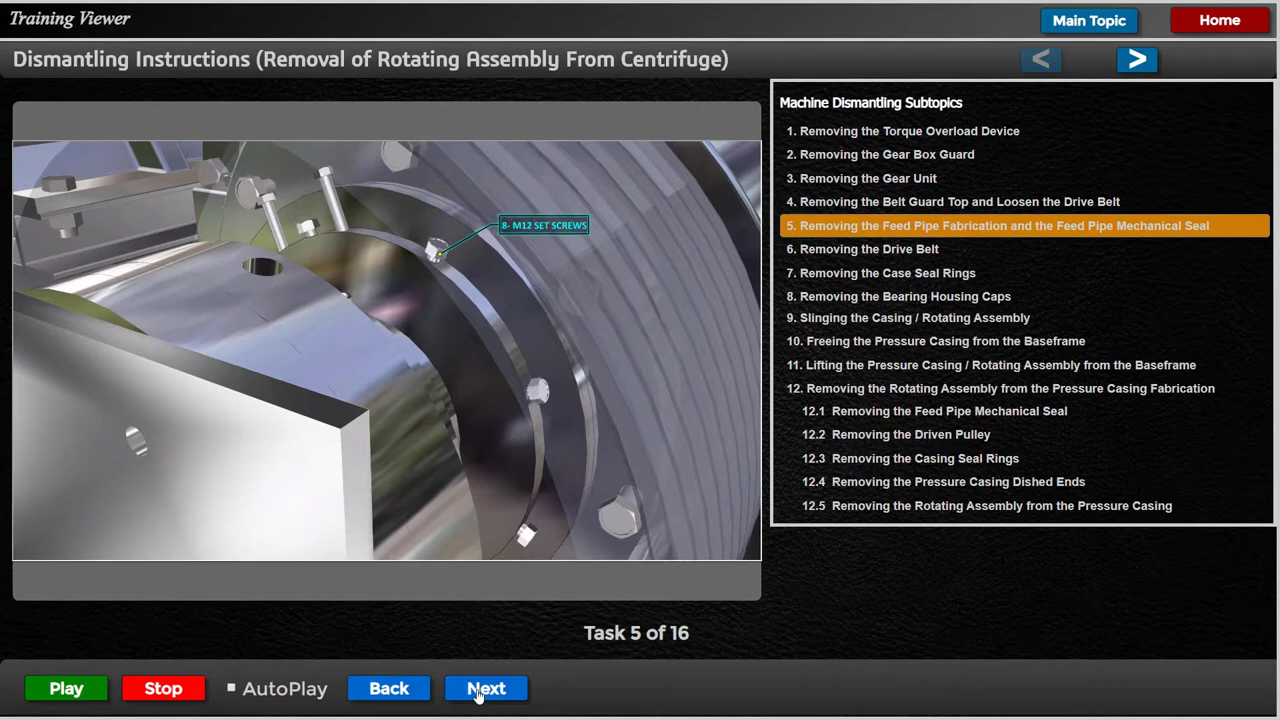 Training Viewer
Main Topic
Home
Dismantling Instructions (Removal of Rotating Assembly From Centrifuge)
<
>
8- M12 SET SCREWS
Machine Dismantling Subtopics
1. Removing the Torque Overload Device
2. Removing the Gear Box Guard
3. Removing the Gear Unit
4. Removing the Belt Guard Top and Loosen the Drive Belt
5. Removing the Feed Pipe Fabrication and the Feed Pipe Mechanical Seal
6. Removing the Drive Belt
7. Removing the Case Seal Rings
8. Removing the Bearing Housing Caps
9. Slinging the Casing / Rotating Assembly
10. Freeing the Pressure Casing from the Baseframe
11. Lifting the Pressure Casing / Rotating Assembly from the Baseframe
12. Removing the Rotating Assembly from the Pressure Casing Fabrication
12.1 Removing the Feed Pipe Mechanical Seal
12.2 Removing the Driven Pulley
12.3 Removing the Casing Seal Rings
12.4 Removing the Pressure Casing Dished Ends
12.5 Removing the Rotating Assembly from the Pressure Casing
Task 5 of 16
Play
Stop
AutoPlay
Back
Next